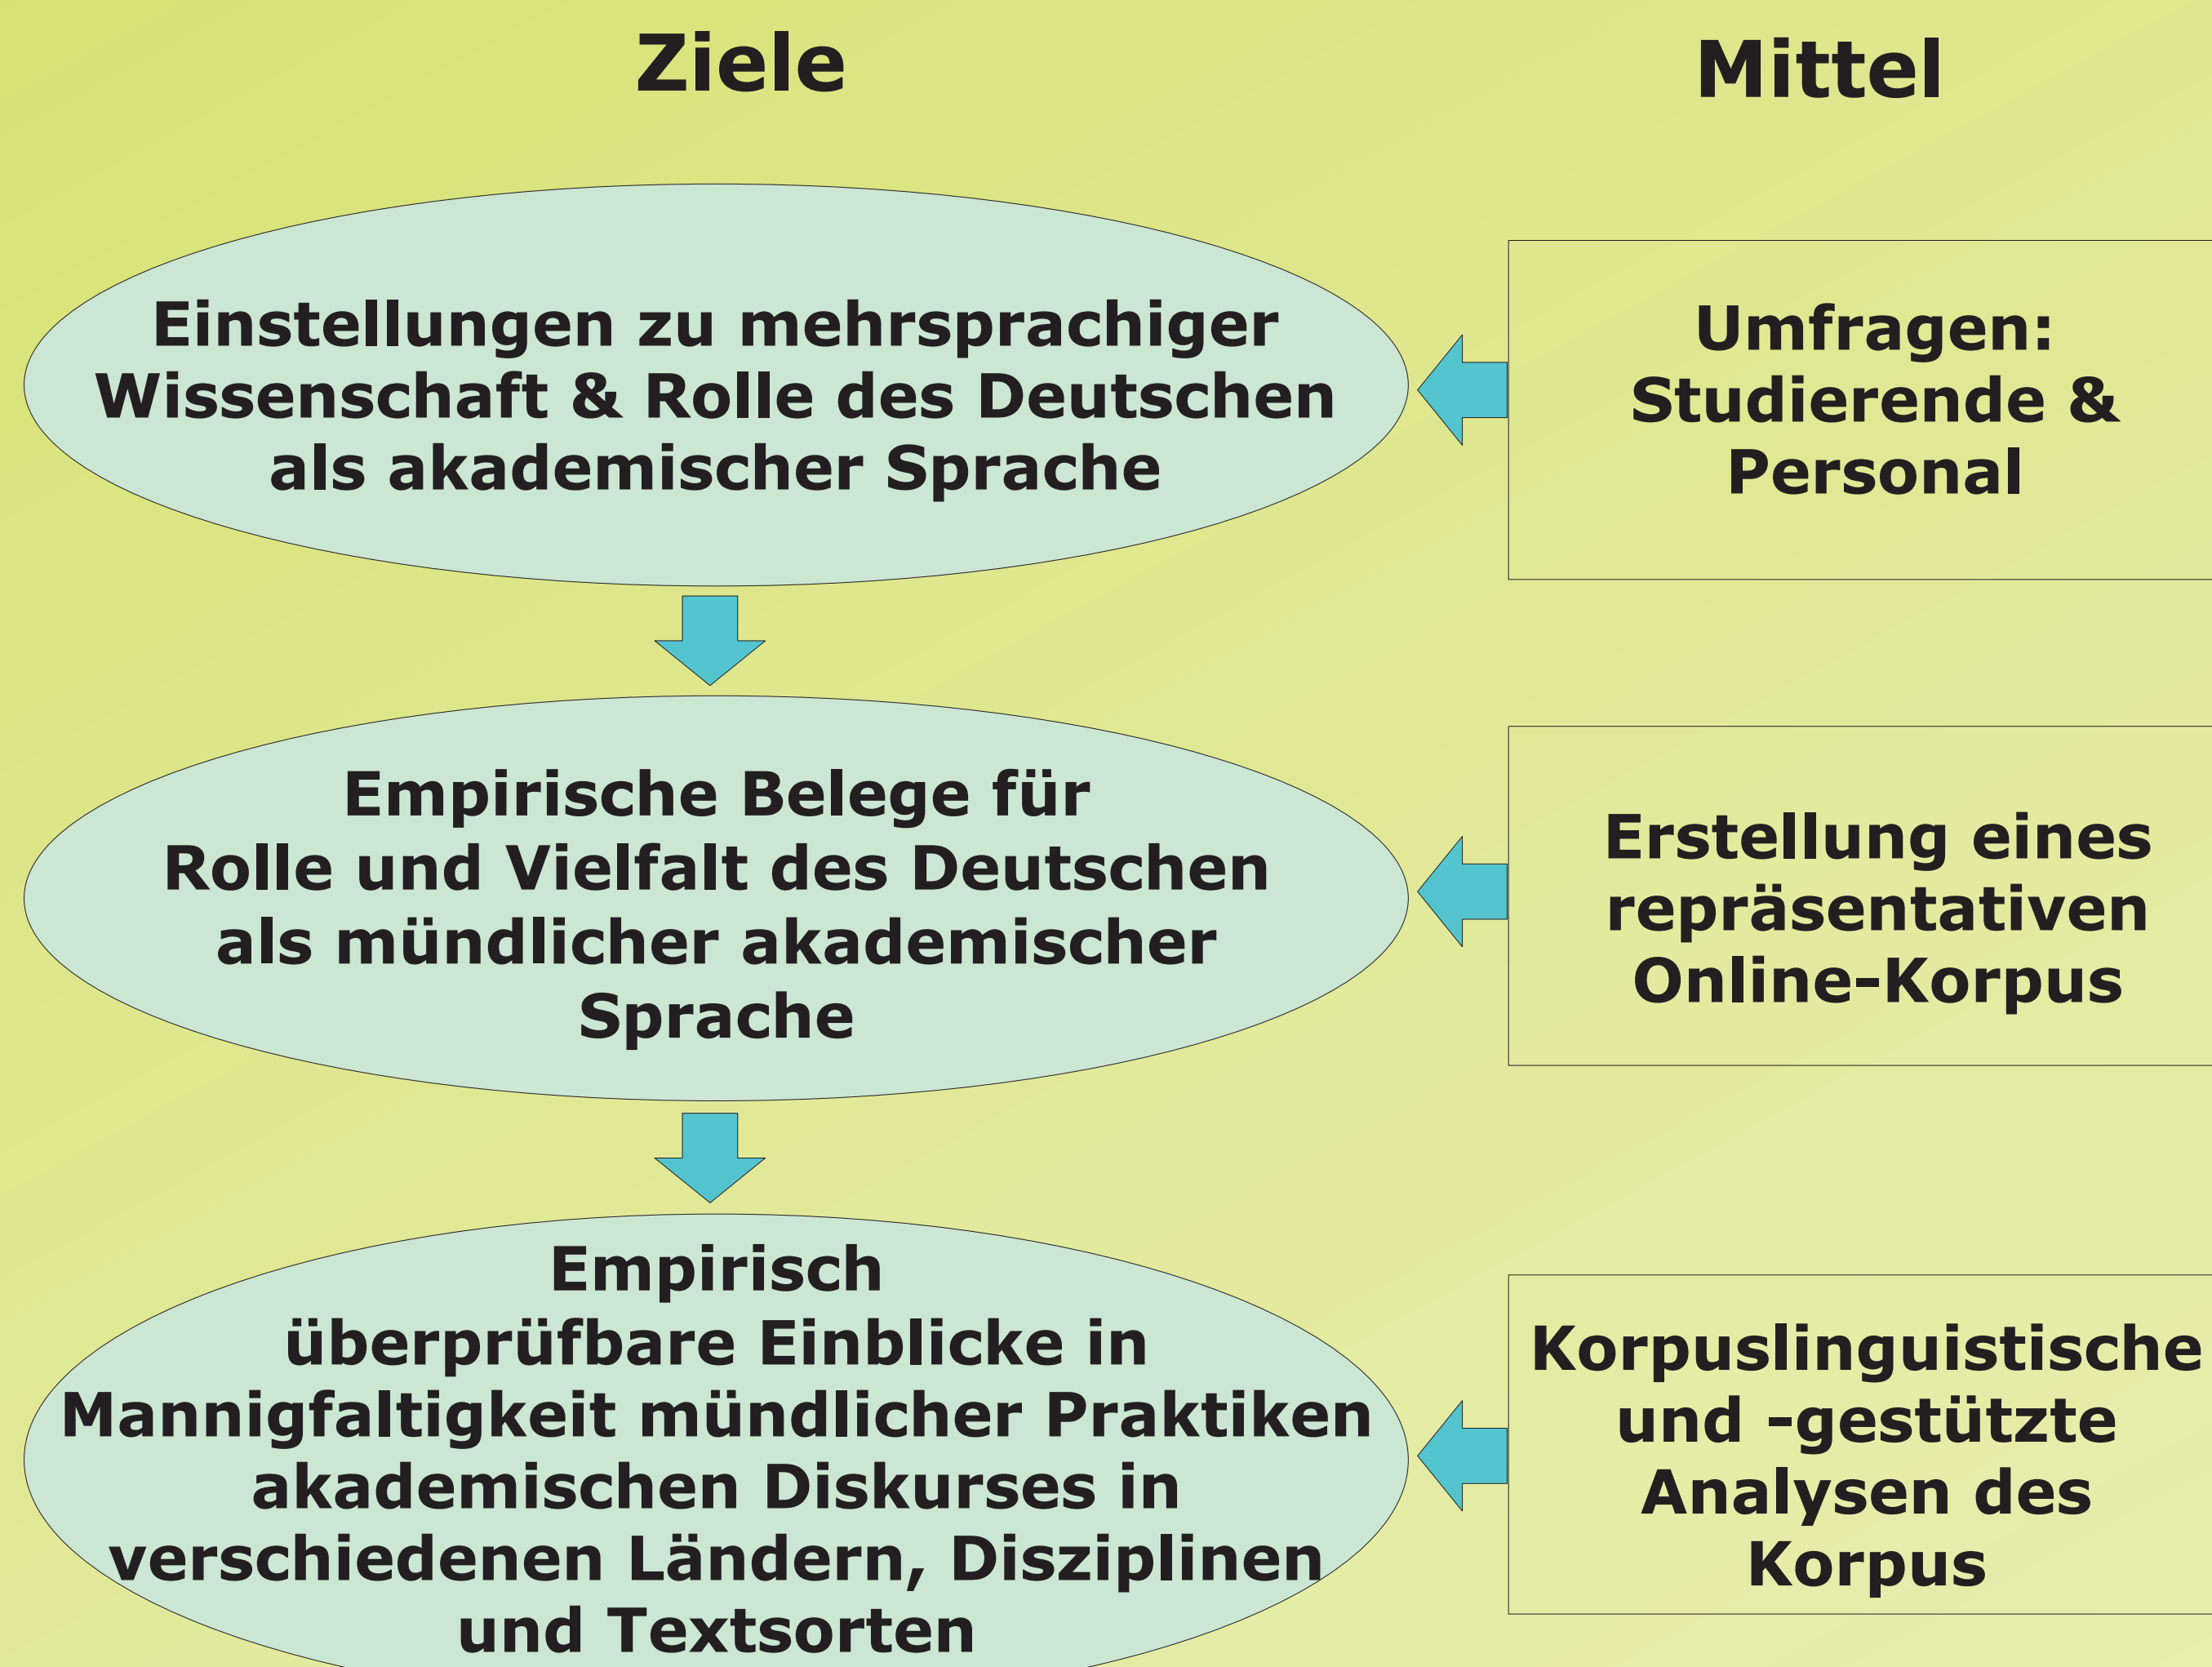 Ziele
Mittel
Einstellungen zu mehrsprachiger
Wissenschaft & Rolle des Deutschen
als akademischer Sprache
Umfragen:
Studierende &
Personal
Empirische Belege für
Rolle und Vielfalt des Deutschen
als mündlicher akademischer
Sprache
Erstellung eines
repräsentativen
Online-Korpus
Empirisch
überprüfbare Einblicke in
Mannigfaltigkeit mündlicher Praktiken
akademischen Diskurses in
verschiedenen Ländern, Disziplinen
und Textsorten
Korpuslinguistische
und -gestützte
Analysen des
Korpus